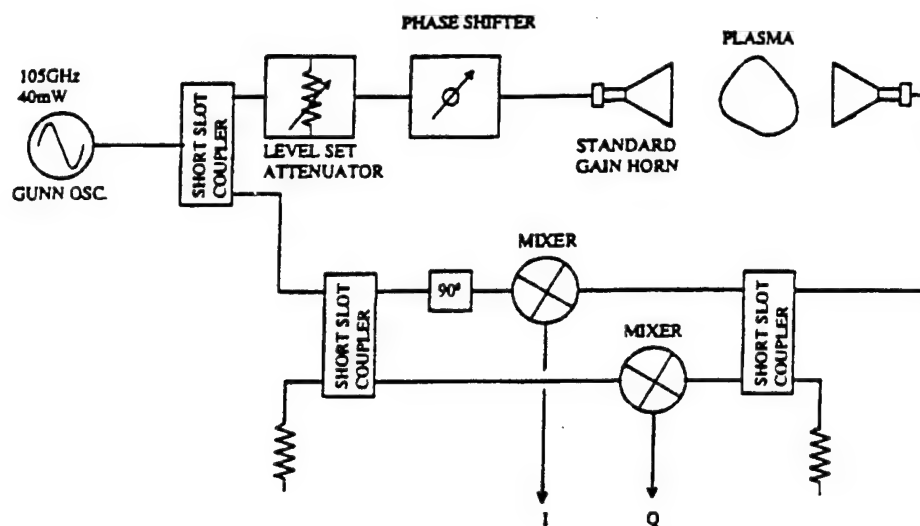 PHASE SHIFTER
PLASMA
105GHz
40mW
SHORT SLOT
COUPLER
GUNN OSC.
LEVEL SET
ATTENUATOR
STANDARD
GAIN HORN
MIXER
90°
MIXER
SHORT SLOT
COUPLER
SHORT SLOT
COUPLER
I
Q